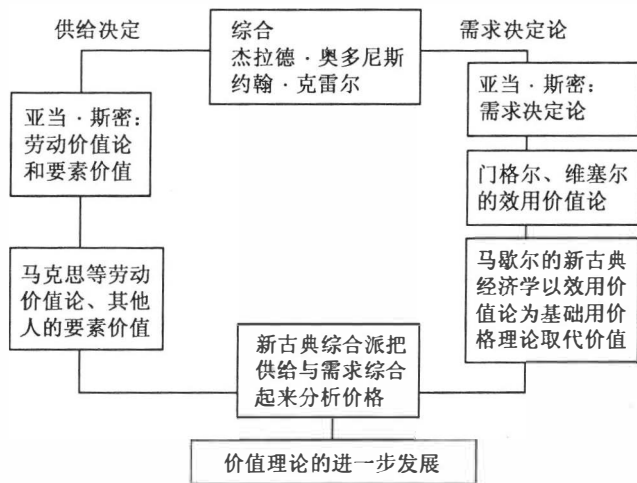 供给决定
综合
杰拉德·奥多尼斯
约翰·克雷尔
需求决定论
亚当·斯密：
劳动价值论
和要素价值
亚当·斯密：
需求决定论
门格尔、维塞尔
的效用价值论
马克思等劳动
价值论、其他
人的要素价值
马歇尔的新古典
经济学以效用价
值论为基础用价
格理论取代价值
新古典综合派把
供给与需求综合
起来分析价格
价值理论的进一步发展